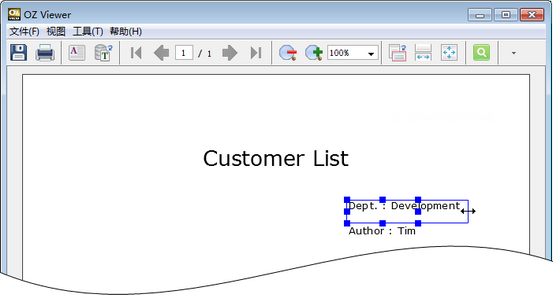 OZ Viewer
文件(F) 视图 工具(T) 帮助(H)
1 / 1 100%
Customer List
Dept. : Development
Author : Tim